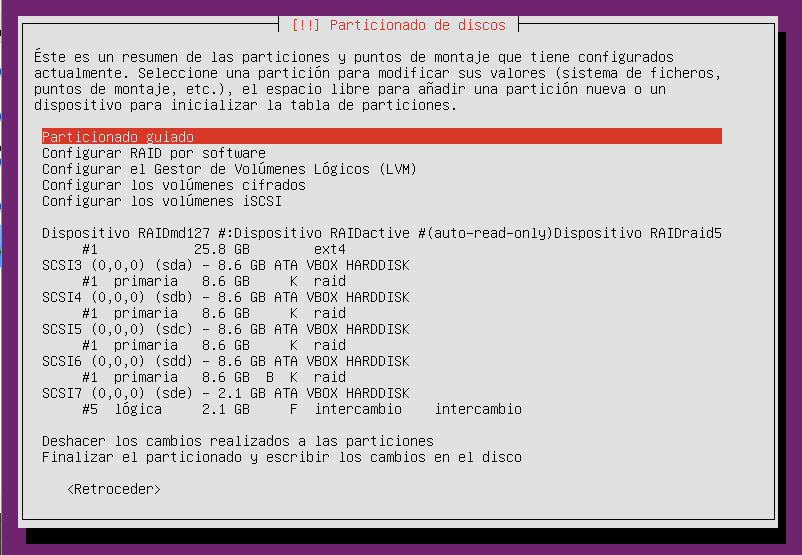 [!!] Particionado de discos
Éste es un resumen de las particiones y puntos de montaje que tiene configurados
actualmente. Seleccione una partición para modificar sus valores (sistema de ficheros,
puntos de montaje, etc.), el espacio libre para añadir una partición nueva o un
dispositivo para inicializar la tabla de particiones.
Particionado guiado
Configurar RAID por software
Configurar el Gestor de Volúmenes Lógicos (LVM)
Configurar los volúmenes cifrados
Configurar los volúmenes iSCSI
Dispositivo RAIDmd127 #:Dispositivo RAIDactive #(auto-read-only)Dispositivo RAIDraid5
#1 25.8 GB ext4
SCSI3 (0,0,0) (sda) - 8.6 GB ATA VBOX HARDDISK
#1 primaria 8.6 GB K raid
SCSI4 (0,0,0) (sdb) - 8.6 GB ATA VBOX HARDDISK
#1 primaria 8.6 GB K raid
SCSI5 (0,0,0) (sdc) - 8.6 GB ATA VBOX HARDDISK
#1 primaria 8.6 GB K raid
SCSI6 (0,0,0) (sdd) - 8.6 GB ATA VBOX HARDDISK
#1 primaria 8.6 GB B K raid
SCSI7 (0,0,0) (sde) - 2.1 GB ATA VBOX HARDDISK
#5 lógica 2.1 GB F intercambio intercambio
Deshacer los cambios realizados a las particiones
Finalizar el particionado y escribir los cambios en el disco
<Retroceder>